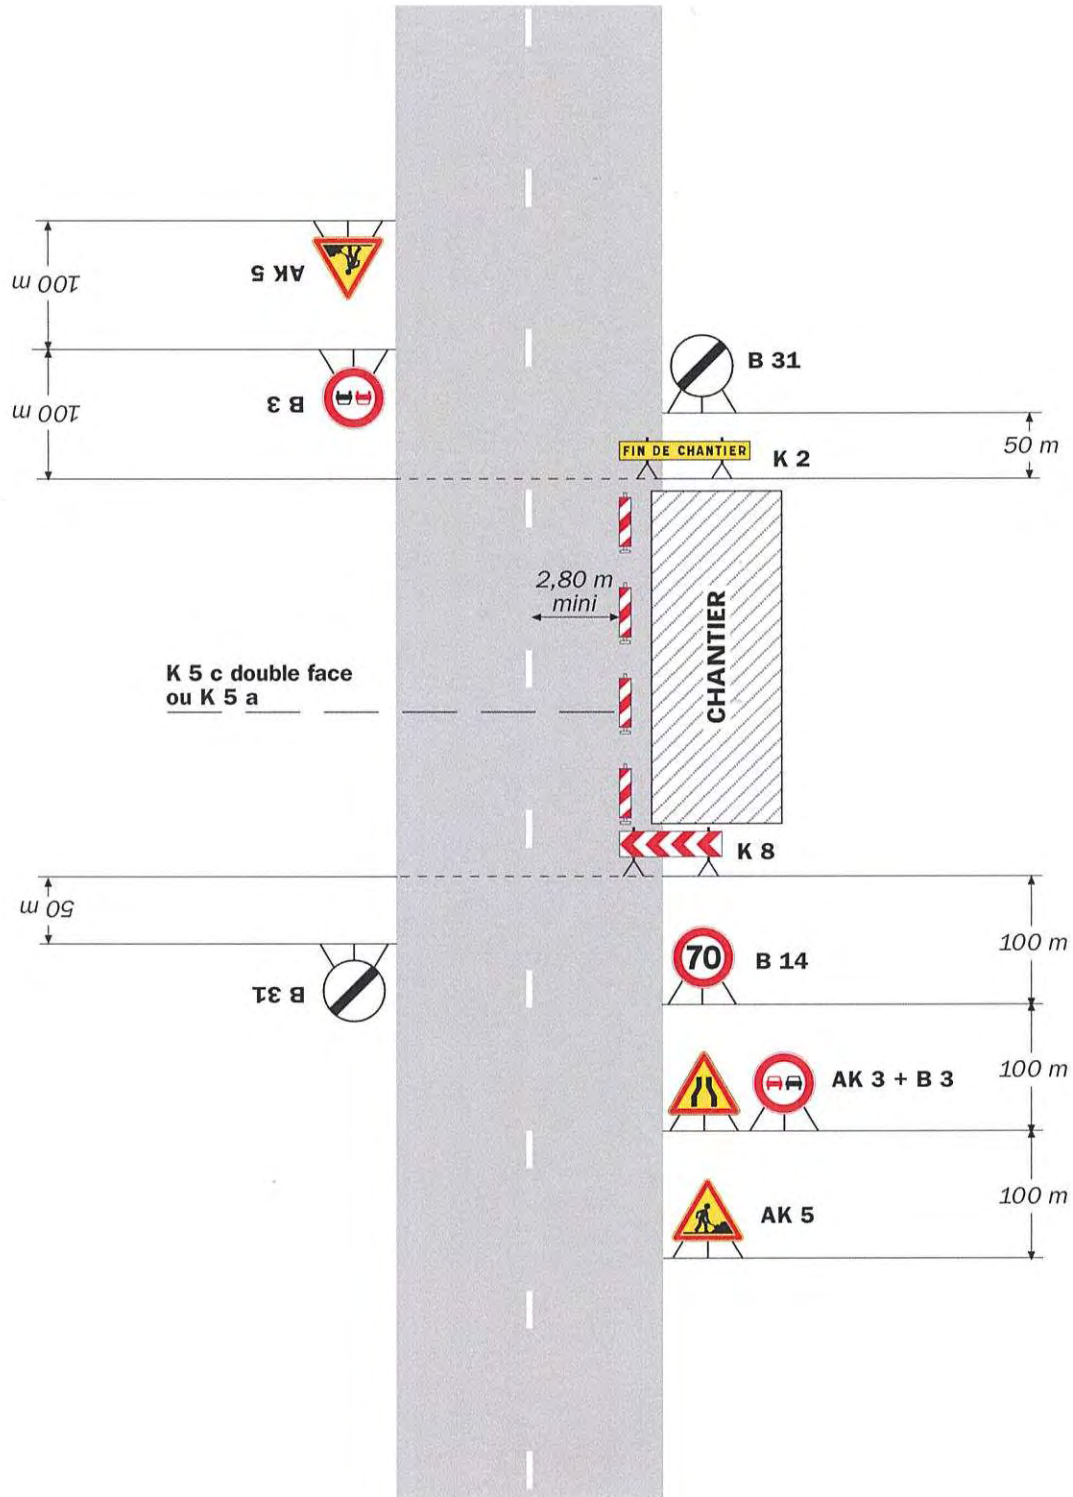 AK 5
100 m
B 3
100 m
B 31
FIN DE CHANTIER
K 2
50 m
2,80 m
mini
K 5 c double face
ou K 5 a
CHANTIER
K 8
50 m
B 31
70
B 14
100 m
AK 3 + B 3
100 m
AK 5
100 m